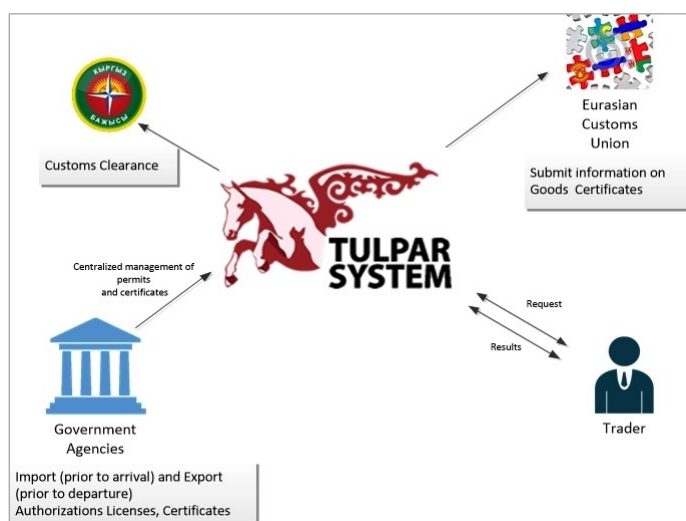 КЫРГЫЗ
БАЖЫСЫ
Customs Clearance
Eurasian
Customs
Union
Submit information on
Goods Certificates
TULPAR
SYSTEM
Centralized management of
permits
and certificates
Request
Results
Government
Agencies
Import (prior to arrival) and Export
(prior to departure)
Authorizations Licenses, Certificates
Trader